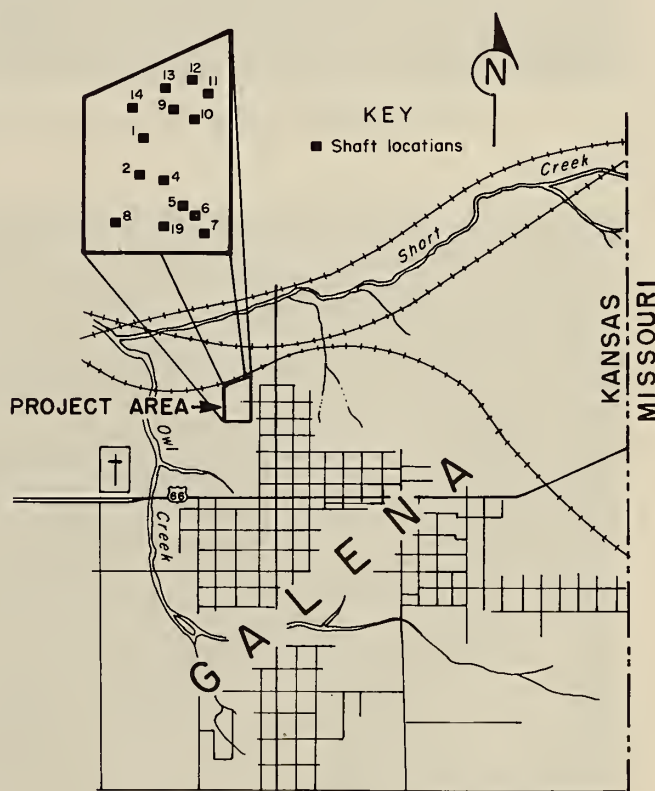 12
13
11
14
9
10
1
2
4
5
6
8
19
7
N
KEY
Shaft locations
Short Creek
KANSAS
MISSOURI
PROJECT AREA
Owl Creek
66
GALENA